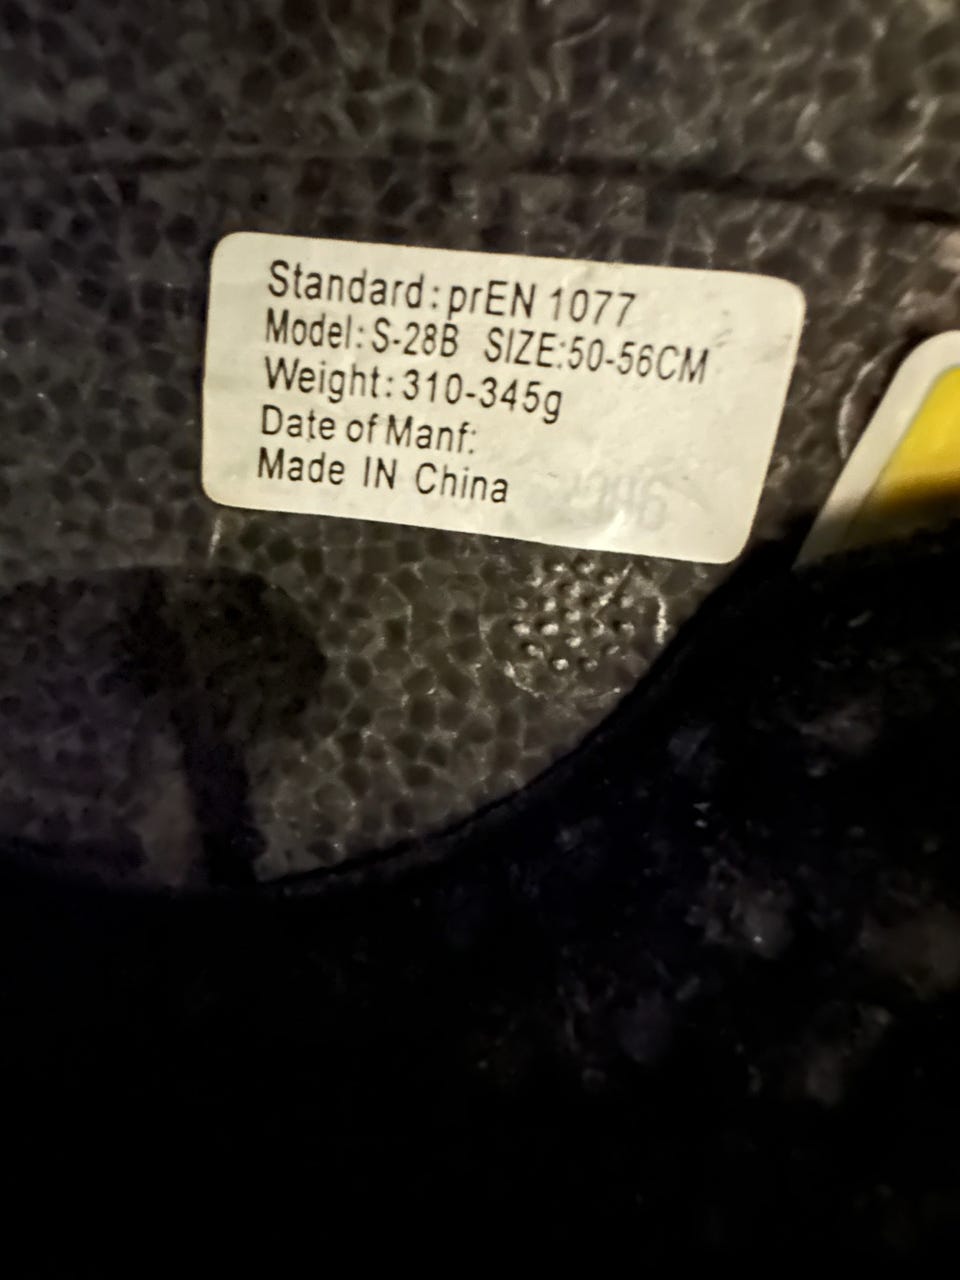 Standard: prEN 1077
Model: S-28B SIZE:50-56CM
Weight: 310-345g
Date of Manf:
Made IN China